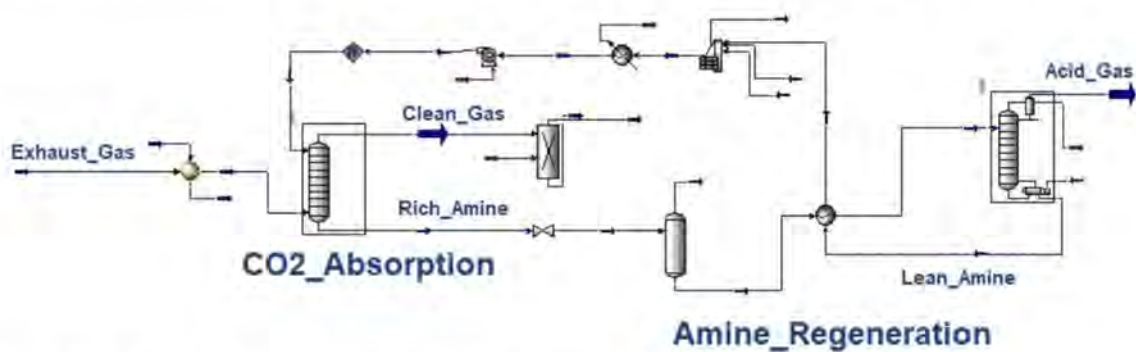 Acid_Gas
Clean_Gas
Exhaust_Gas
Rich_Amine
CO2_Absorption
Lean_Amine
Amine_Regeneration